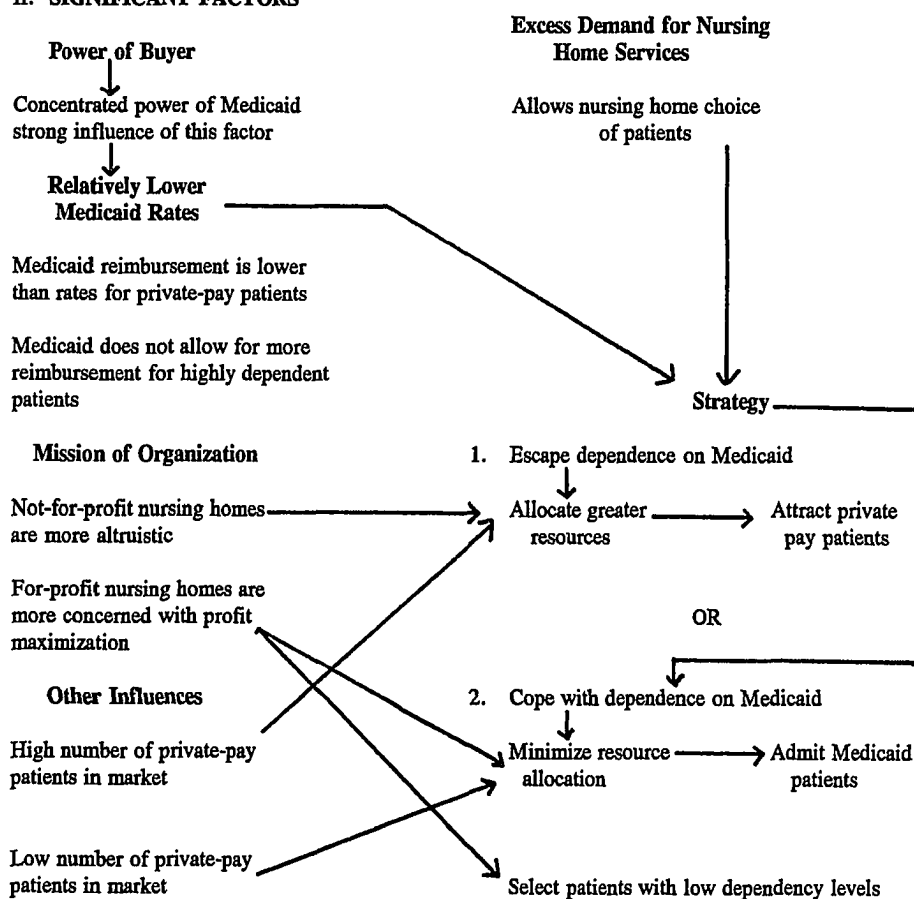 II. SIGNIFICANT FACTORS
Excess Demand for Nursing
Home Services
Power of Buyer
Concentrated power of Medicaid
strong influence of this factor
Allows nursing home choice
of patients
Relatively Lower
Medicaid Rates
Medicaid reimbursement is lower
than rates for private-pay patients
Medicaid does not allow for more
reimbursement for highly dependent
patients
Strategy
Mission of Organization
1. Escape dependence on Medicaid
Not-for-profit nursing homes
are more altruistic
Allocate greater
resources
Attract private
pay patients
For-profit nursing homes are
more concerned with profit
maximization
OR
Other Influences
2. Cope with dependence on Medicaid
High number of private-pay
patients in market
Minimize resource
allocation
Admit Medicaid
patients
Low number of private-pay
patients in market
Select patients with low dependency levels